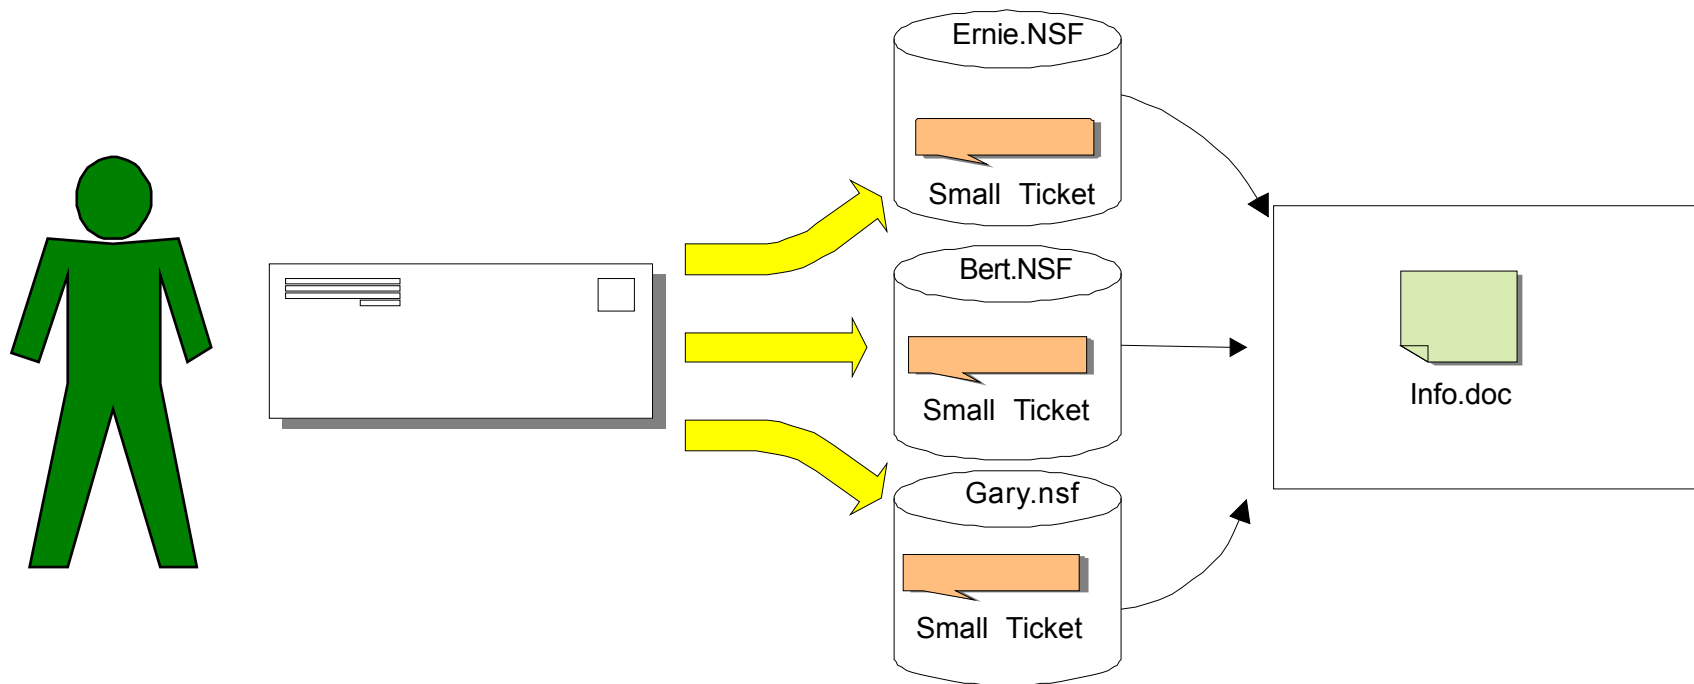 Ernie.NSF
Small Ticket
Bert.NSF
Small Ticket
Gary.nsf
Small Ticket
Info.doc